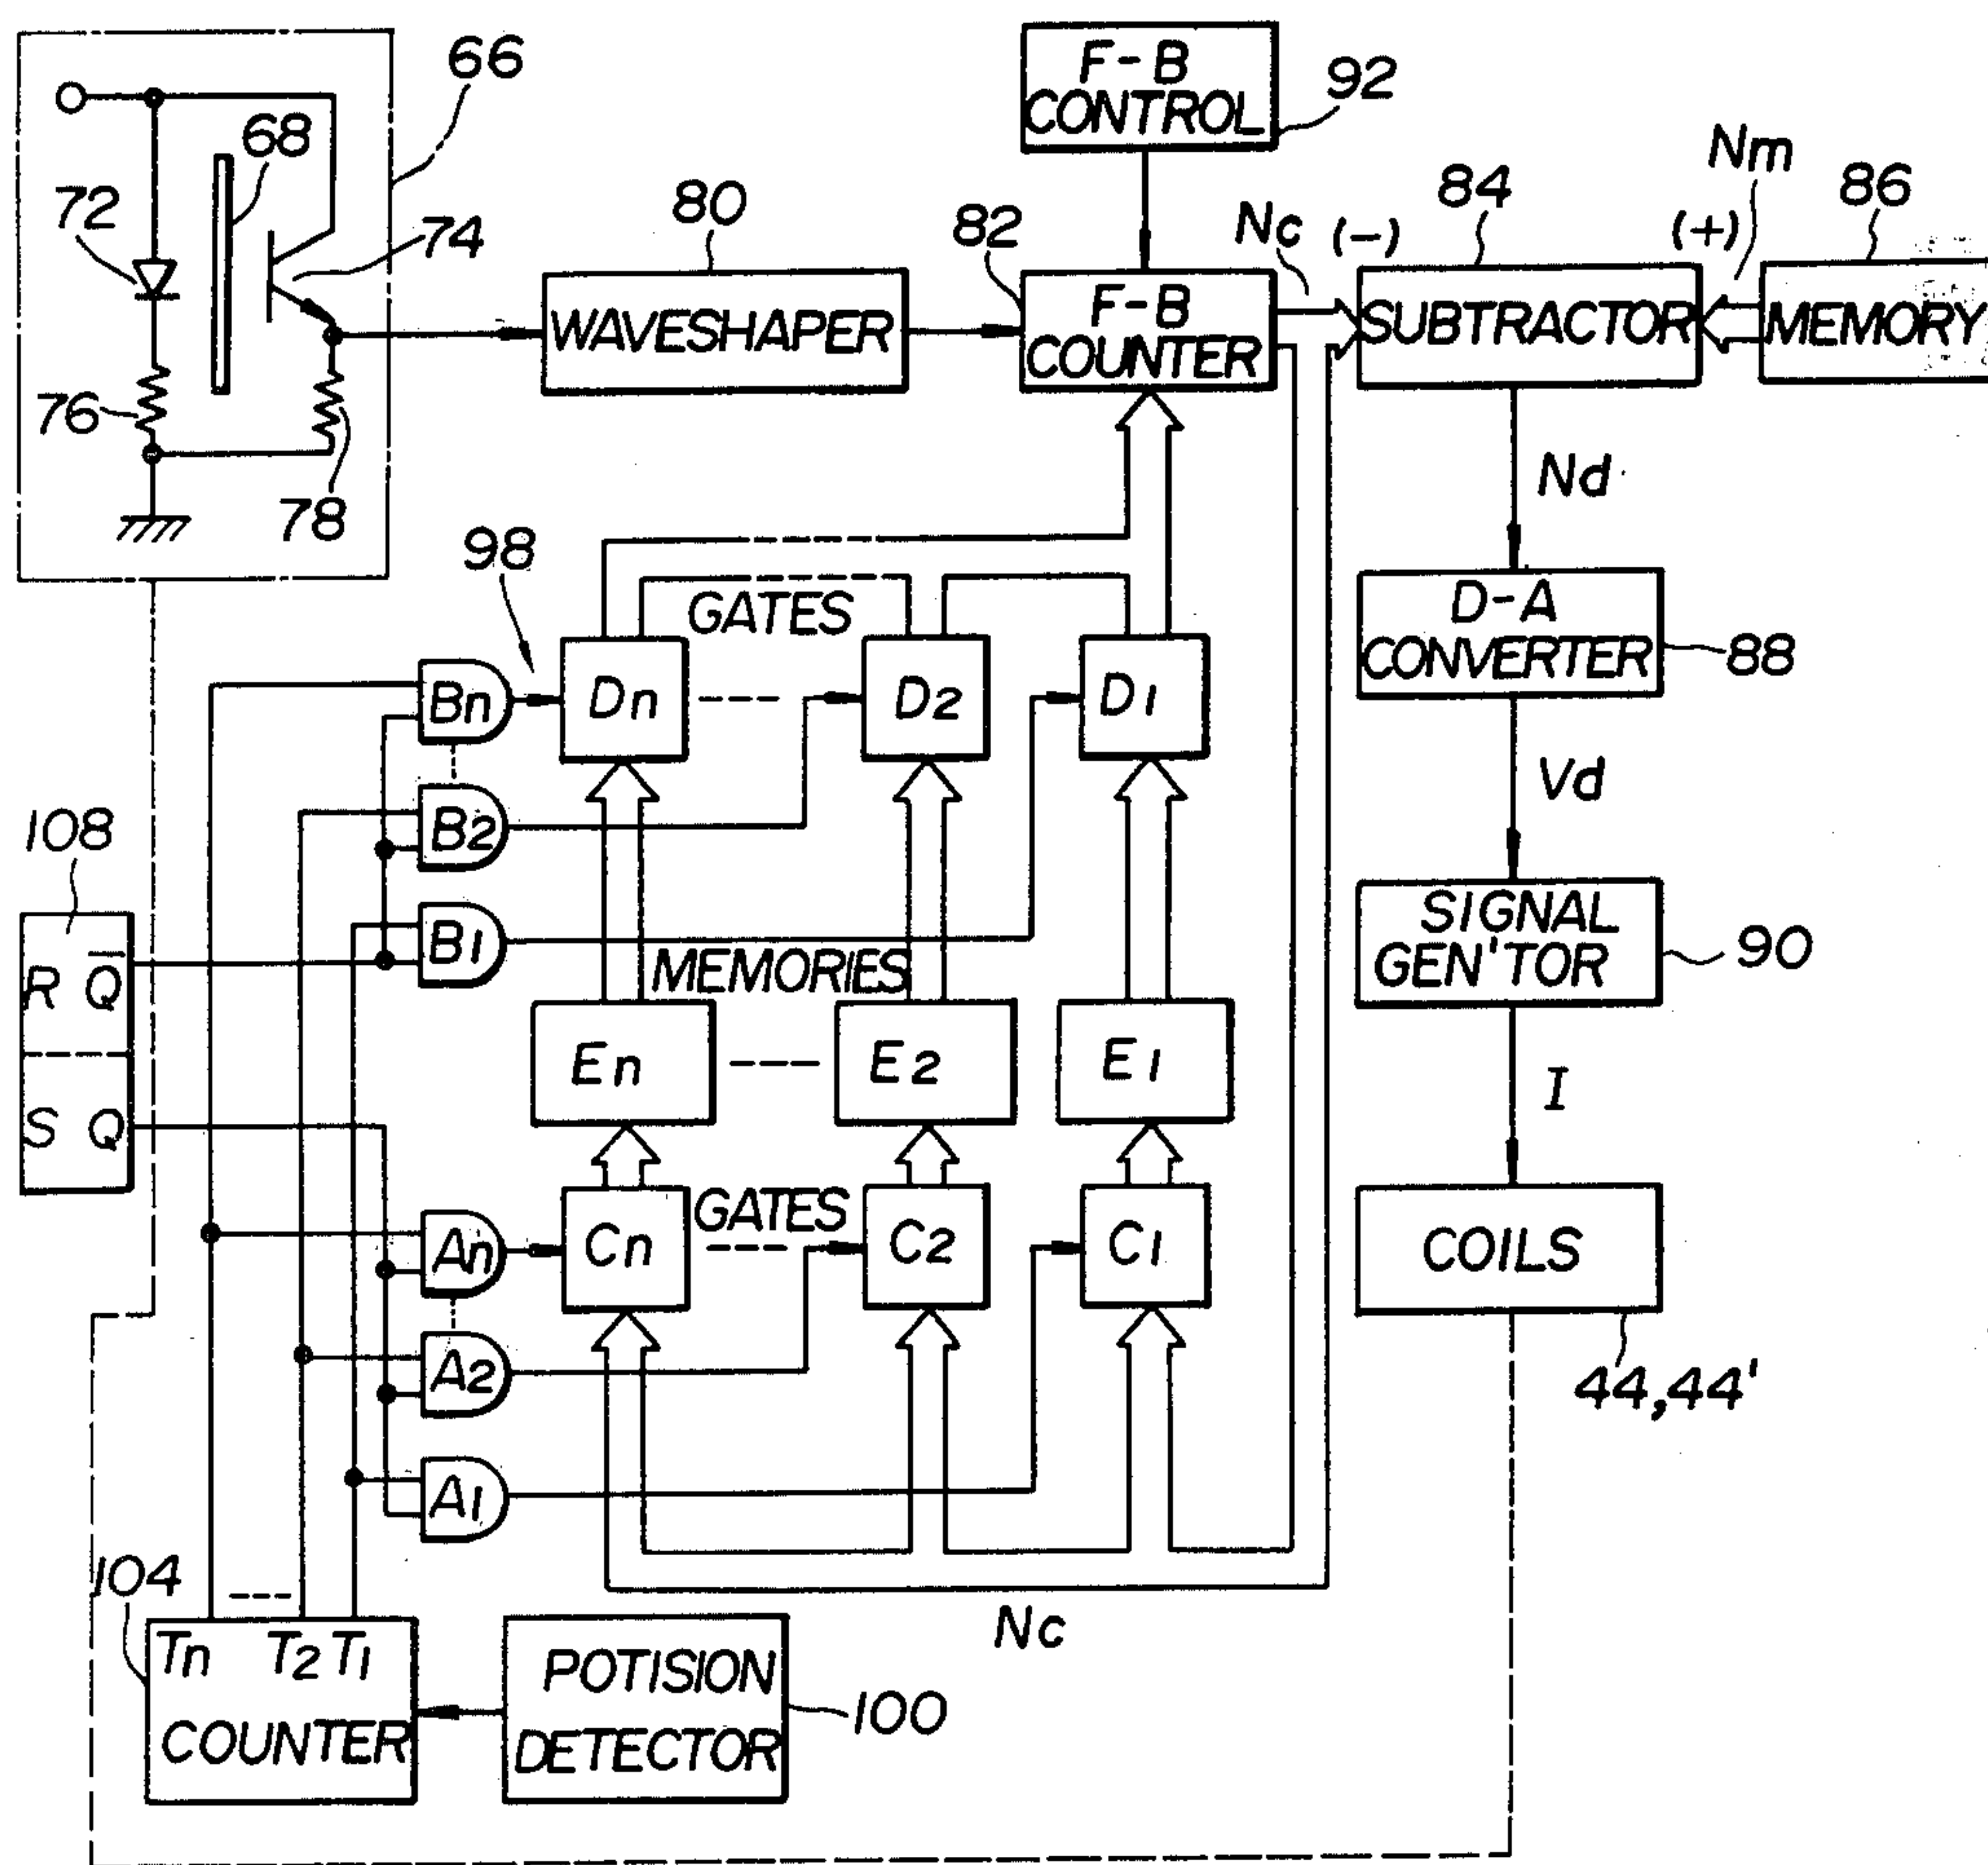 66
F-B
CONTROL
92
68
72
74
76
78
80
WAVESHAPER
82
F-B
COUNTER
Nc
(-)
84
SUBTRACTOR
(+)
Nm
86
MEMORY
Nd
98
GATES
Bn
Dn
D2
D1
D-A
CONVERTER
88
Vd
108
B2
B1
R Q̅
S Q
MEMORIES
En
E2
E1
SIGNAL
GEN'TOR
90
I
GATES
An
Cn
C2
C1
COILS
44,44'
A2
A1
104
Tn T2 T1
COUNTER
POTISION
DETECTOR
100
Nc